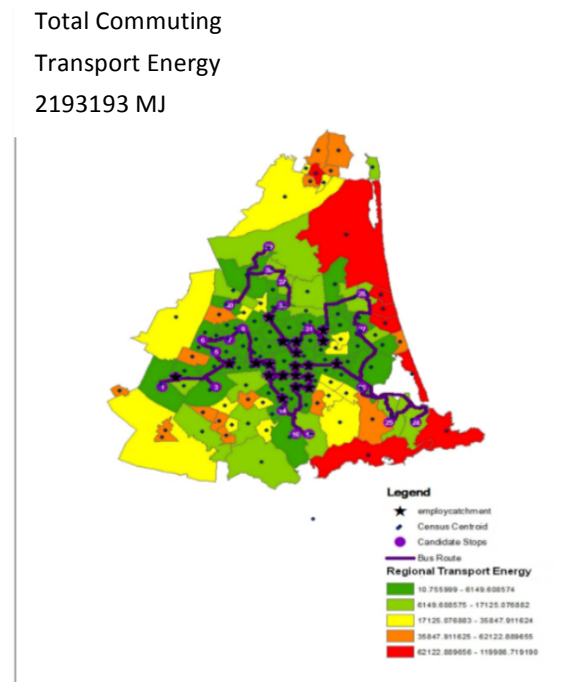 Total Commuting
Transport Energy
2193193 MJ
Legend
employcatchment
Census Centroid
Candidate Stops
Bus Route
Regional Transport Energy
10.755999 - 6149.608574
6149.608575 - 17125.076882
17125.076883 - 35847.911624
35847.911625 - 62122.889655
62122.889656 - 119986.719190